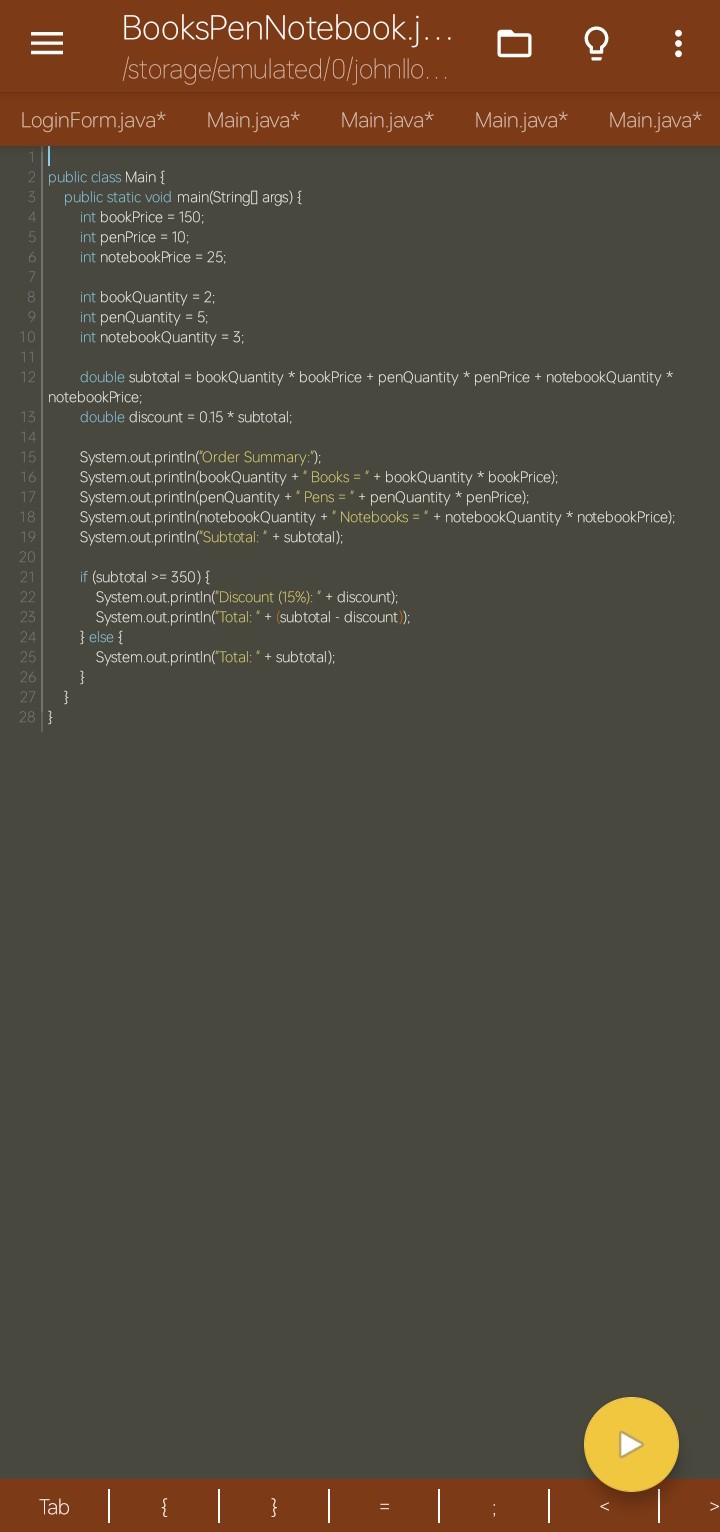 BooksPenNotebook.j...
/storage/emulated/0/johnllo...
LoginForm.java* Main.java* Main.java* Main.java* Main.java*
1
2 public class Main {
3 public static void main(String[] args) {
4 int bookPrice = 150;
5 int penPrice = 10;
6 int notebookPrice = 25;
7
8 int bookQuantity = 2;
9 int penQuantity = 5;
10 int notebookQuantity = 3;
11
12 double subtotal = bookQuantity * bookPrice + penQuantity * penPrice + notebookQuantity *
notebookPrice;
13 double discount = 0.15 * subtotal;
14
15 System.out.println("Order Summary:");
16 System.out.println(bookQuantity + " Books = " + bookQuantity * bookPrice);
17 System.out.println(penQuantity + " Pens = " + penQuantity * penPrice);
18 System.out.println(notebookQuantity + " Notebooks = " + notebookQuantity * notebookPrice);
19 System.out.println("Subtotal: " + subtotal);
20
21 if (subtotal >= 350) {
22 System.out.println("Discount (15%): " + discount);
23 System.out.println("Total: " + (subtotal - discount));
24 } else {
25 System.out.println("Total: " + subtotal);
26 }
27 }
28 }
Tab { } = ; < >